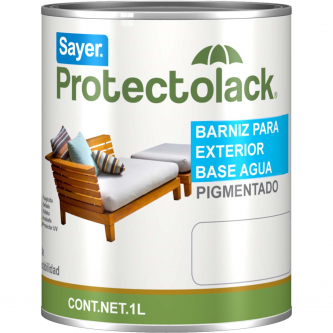 Sayer.
Protectolack®
BARNIZ PARA
EXTERIOR
BASE AGUA
PIGMENTADO
CONT.NET.1L